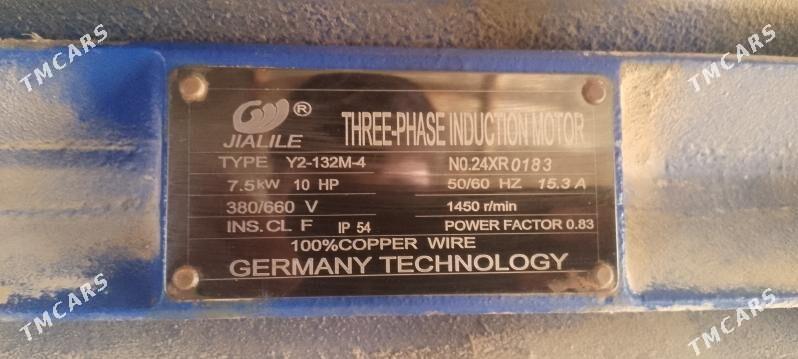 TMCARS
TMCARS
JIALILE ®
THREE-PHASE INDUCTION MOTOR
TYPE Y2-132M-4 NO.24XR0183
7.5kW 10 HP 50/60 HZ 15.3 A
380/660 V 1450 r/min
INS.CL F IP 54 POWER FACTOR 0.83
100%COPPER WIRE
GERMANY TECHNOLOGY
TMCARS
TMCARS